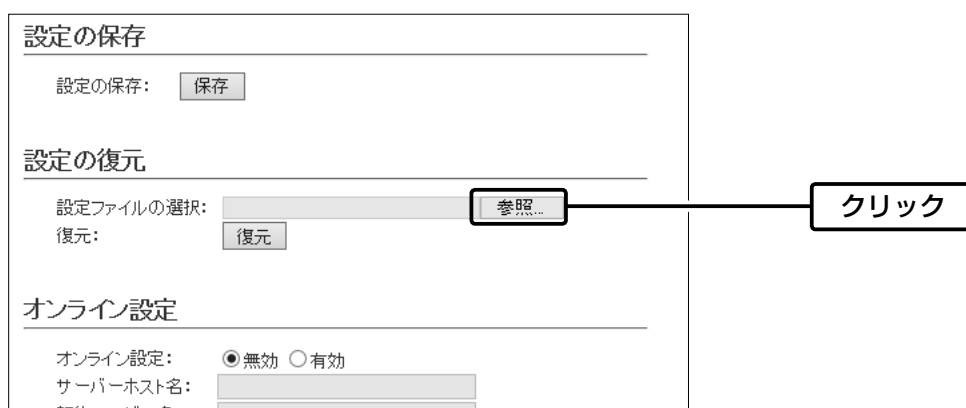 設定の保存
設定の保存： 保存
設定の復元
設定ファイルの選択： 参照...
クリック
復元： 復元
オンライン設定
オンライン設定： 無効 有効
サーバーホスト名：